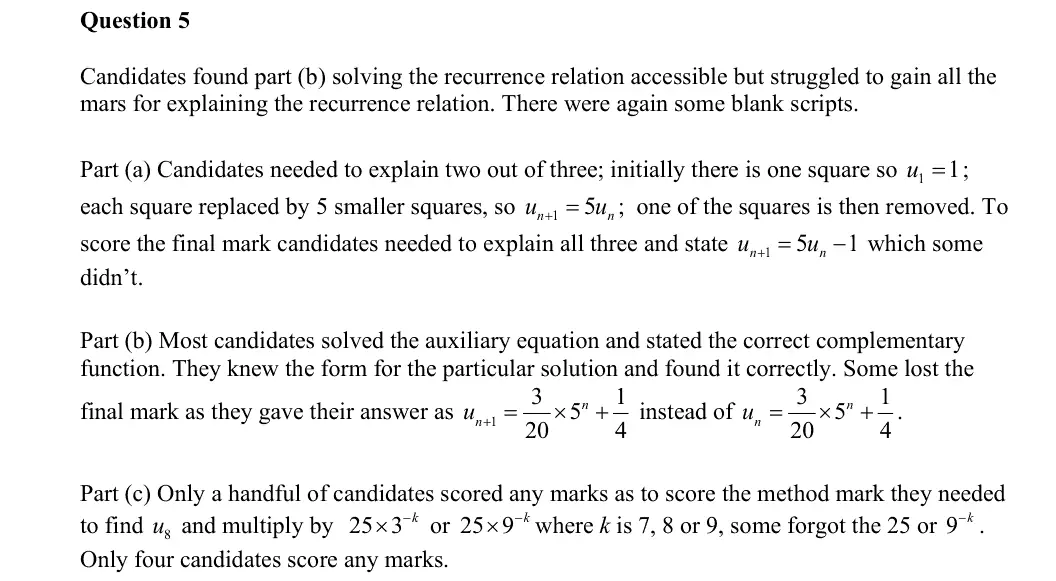 Question 5
Candidates found part (b) solving the recurrence relation accessible but struggled to gain all the
mars for explaining the recurrence relation. There were again some blank scripts.
Part (a) Candidates needed to explain two out of three; initially there is one square so u₁ = 1;
each square replaced by 5 smaller squares, so uₙ₊₁ = 5uₙ; one of the squares is then removed. To
score the final mark candidates needed to explain all three and state uₙ₊₁ = 5uₙ − 1 which some
didn’t.
Part (b) Most candidates solved the auxiliary equation and stated the correct complementary
function. They knew the form for the particular solution and found it correctly. Some lost the
final mark as they gave their answer as uₙ₊₁ = 3/20 × 5ⁿ + 1/4 instead of uₙ = 3/20 × 5ⁿ + 1/4.
Part (c) Only a handful of candidates scored any marks as to score the method mark they needed
to find u₈ and multiply by 25×3⁻ᵏ or 25×9⁻ᵏ where k is 7, 8 or 9, some forgot the 25 or 9⁻ᵏ.
Only four candidates score any marks.